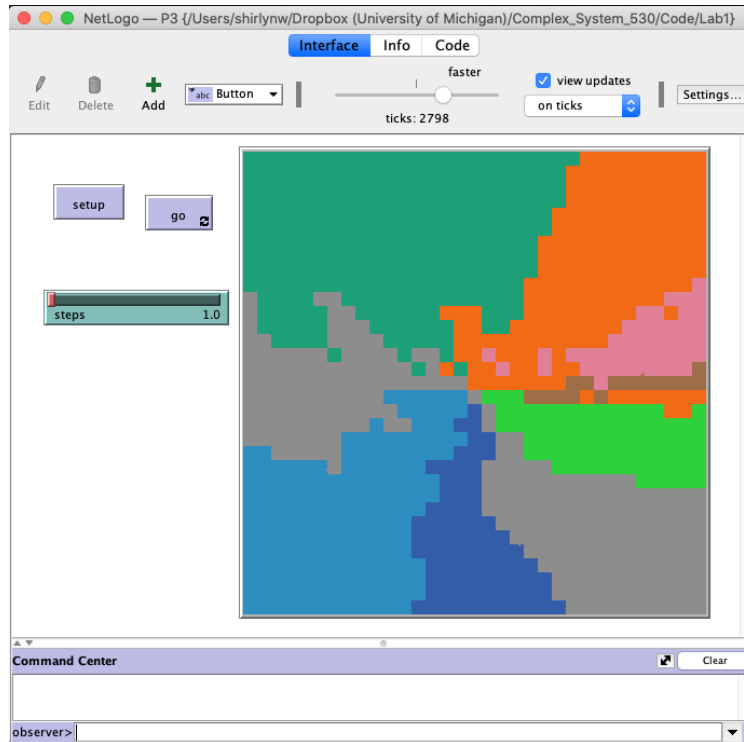 NetLogo — P3 {/Users/shirlynw/Dropbox (University of Michigan)/Complex_System_530/Code/Lab1}
Interface Info Code
Edit Delete Add abc Button faster ticks: 2798 view updates on ticks Settings...
setup
go
steps 1.0
Command Center Clear
observer>